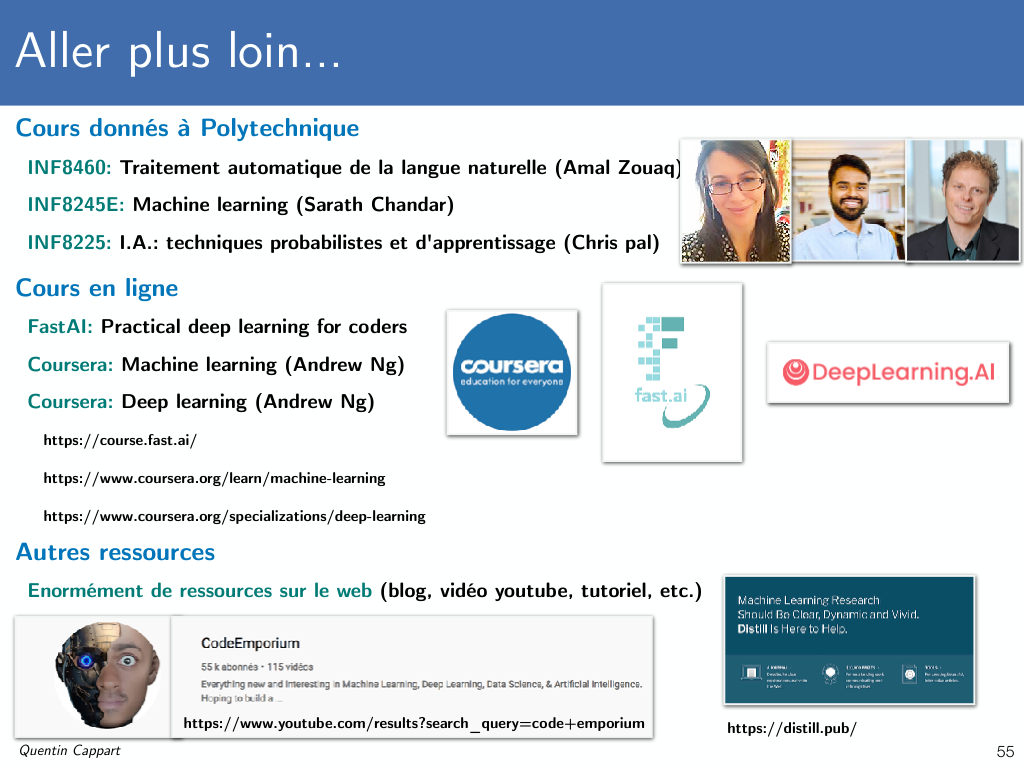 Aller plus loin...
Cours donnés à Polytechnique
INF8460: Traitement automatique de la langue naturelle (Amal Zouaq)
INF8245E: Machine learning (Sarath Chandar)
INF8225: I.A.: techniques probabilistes et d'apprentissage (Chris pal)
Cours en ligne
FastAI: Practical deep learning for coders
Coursera: Machine learning (Andrew Ng)
Coursera: Deep learning (Andrew Ng)
https://course.fast.ai/
https://www.coursera.org/learn/machine-learning
https://www.coursera.org/specializations/deep-learning
coursera
education for everyone
fast.ai
DeepLearning.AI
Autres ressources
Enormément de ressources sur le web (blog, vidéo youtube, tutoriel, etc.)
CodeEmporium
55 k abonnés • 115 vidéos
Everything new and interesting in Machine Learning, Deep Learning, Data Science, & Artificial Intelligence.
Hoping to build a ...
https://www.youtube.com/results?search_query=code+emporium
Machine Learning Research
Should Be Clear, Dynamic and Vivid.
Distill Is Here to Help.
https://distill.pub/
Quentin Cappart
55